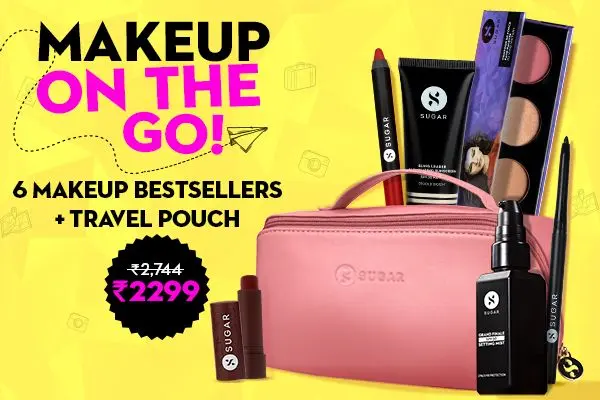 MAKEUP
ON THE
GO!
6 MAKEUP BESTSELLERS
+ TRAVEL POUCH
₹2,744
₹2299
SUGAR
SUGAR
SUGAR
SUGAR
SUGAR
GRAND FINALE
SETTING MIST
SUGAR